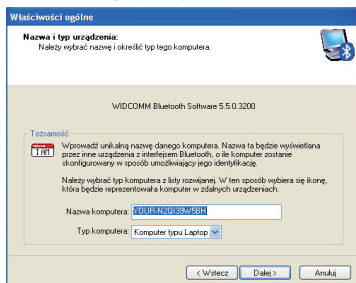 Właściwości ogólne
Nazwa i typ urządzenia:
Należy wybrać nazwę i określić typ tego komputera.
WIDCOMM Bluetooth Software 5.5.0.3200
Tożsamość
I AM
Wprowadź unikalną nazwę danego komputera. Nazwa ta będzie wyświetlana
przez inne urządzenia z interfejsem Bluetooth, o ile komputer zostanie
skonfigurowany w sposób umożliwiający jego identyfikację.
Należy wybrać typ komputera z listy rozwijanej. W ten sposób wybiera się ikonę,
która będzie reprezentowała komputer w zdalnych urządzeniach.
Nazwa komputera: YOUR-N2QI39W5BH
Typ komputera: Komputer typu Laptop
< Wstecz Dalej > Anuluj